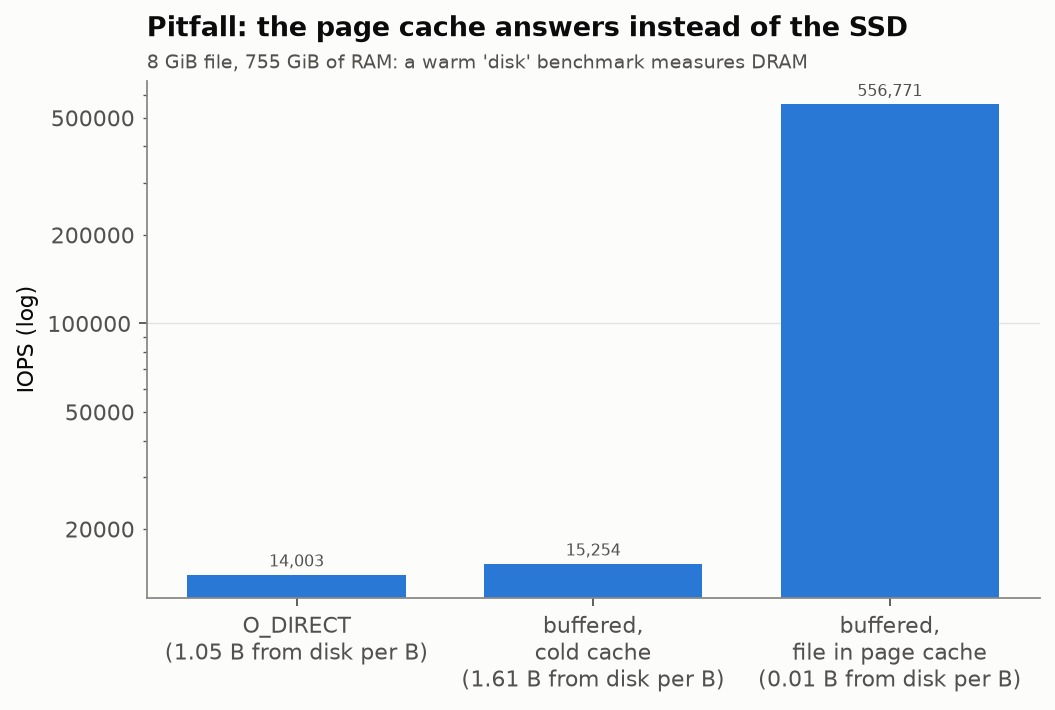 Pitfall: the page cache answers instead of the SSD
8 GiB file, 755 GiB of RAM: a warm 'disk' benchmark measures DRAM
IOPS (log)
500000
200000
100000
50000
20000
14,003
15,254
556,771
O_DIRECT
(1.05 B from disk per B)
buffered,
cold cache
(1.61 B from disk per B)
buffered,
file in page cache
(0.01 B from disk per B)